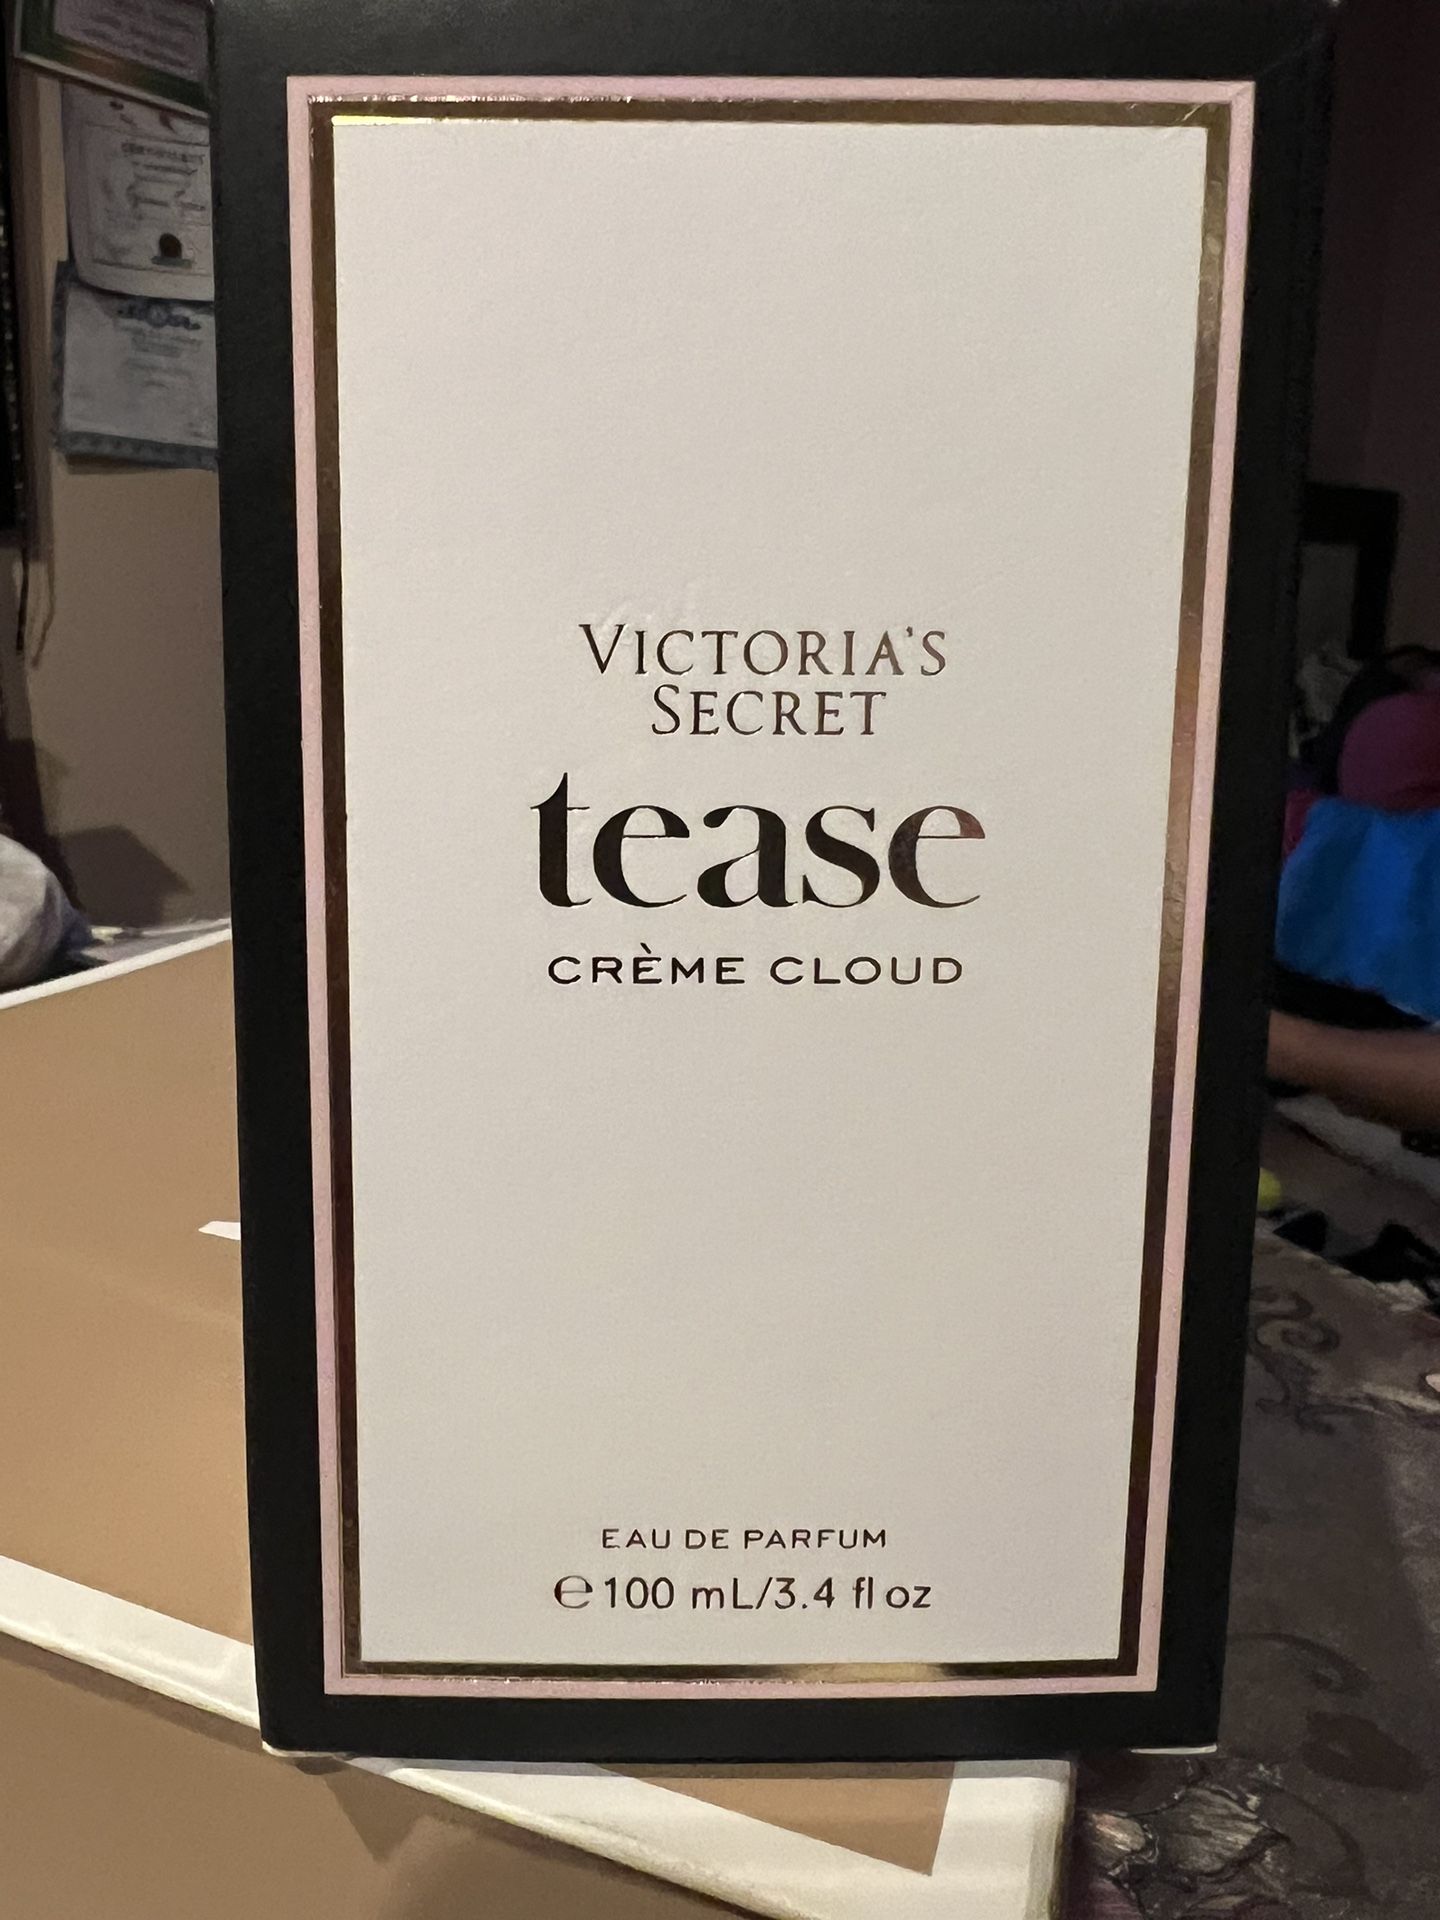 VICTORIA'S
SECRET
tease
CRÈME CLOUD
EAU DE PARFUM
℮100 mL/3.4 fl oz